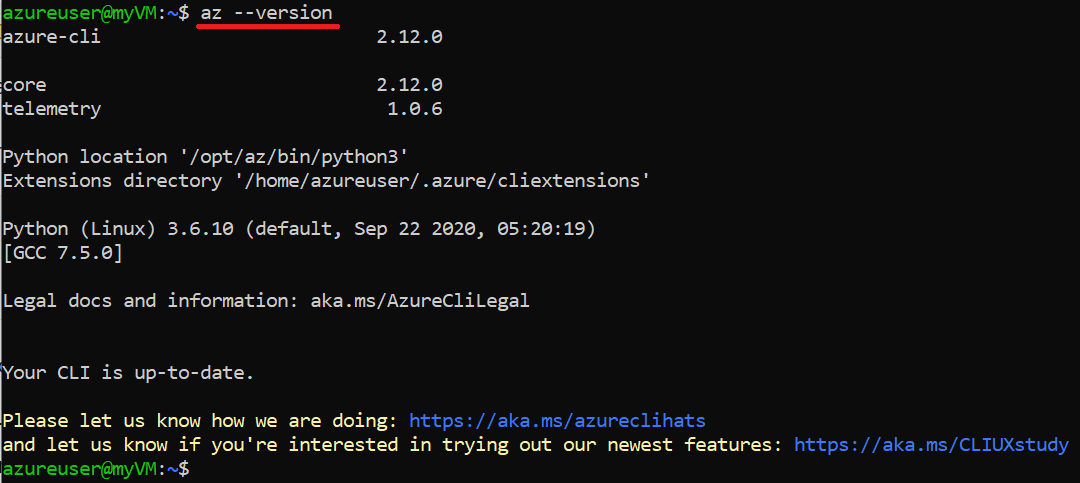 azureuser@myVM:~$ az --version
azure-cli                         2.12.0
core                              2.12.0
telemetry                          1.0.6
Python location '/opt/az/bin/python3'
Extensions directory '/home/azureuser/.azure/cliextensions'
Python (Linux) 3.6.10 (default, Sep 22 2020, 05:20:19)
[GCC 7.5.0]
Legal docs and information: aka.ms/AzureCliLegal
Your CLI is up-to-date.
Please let us know how we are doing: https://aka.ms/azureclihats
and let us know if you're interested in trying out our newest features: https://aka.ms/CLIUXstudy
azureuser@myVM:~$